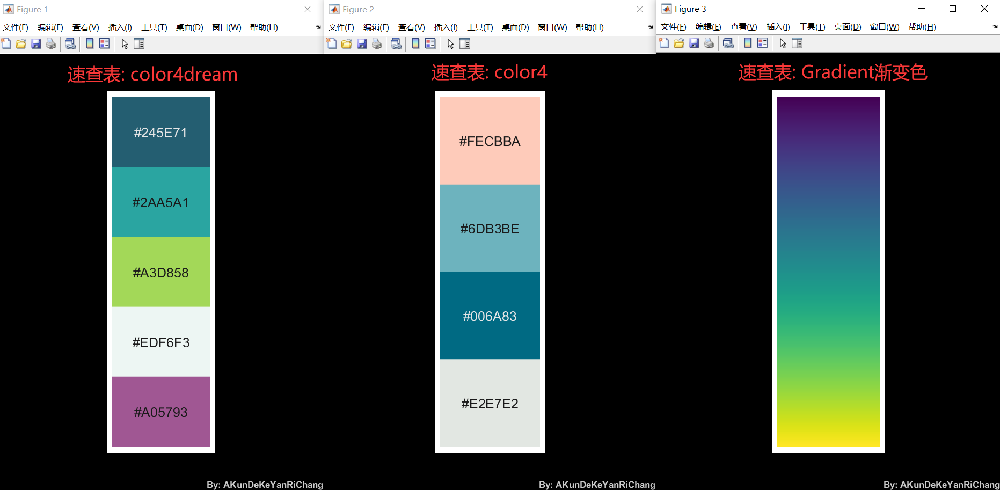 Figure 1
文件(F) 编辑(E) 查看(V) 插入(I) 工具(T) 桌面(D) 窗口(W) 帮助(H)
速查表: color4dream
#245E71
#2AA5A1
#A3D858
#EDF6F3
#A05793
By: AKunDeKeYanRiChang
Figure 2
文件(F) 编辑(E) 查看(V) 插入(I) 工具(T) 桌面(D) 窗口(W) 帮助(H)
速查表: color4
#FECBBA
#6DB3BE
#006A83
#E2E7E2
By: AKunDeKeYanRiChang
Figure 3
文件(F) 编辑(E) 查看(V) 插入(I) 工具(T) 桌面(D) 窗口(W) 帮助(H)
速查表: Gradient渐变色
By: AKunDeKeYanRiChang